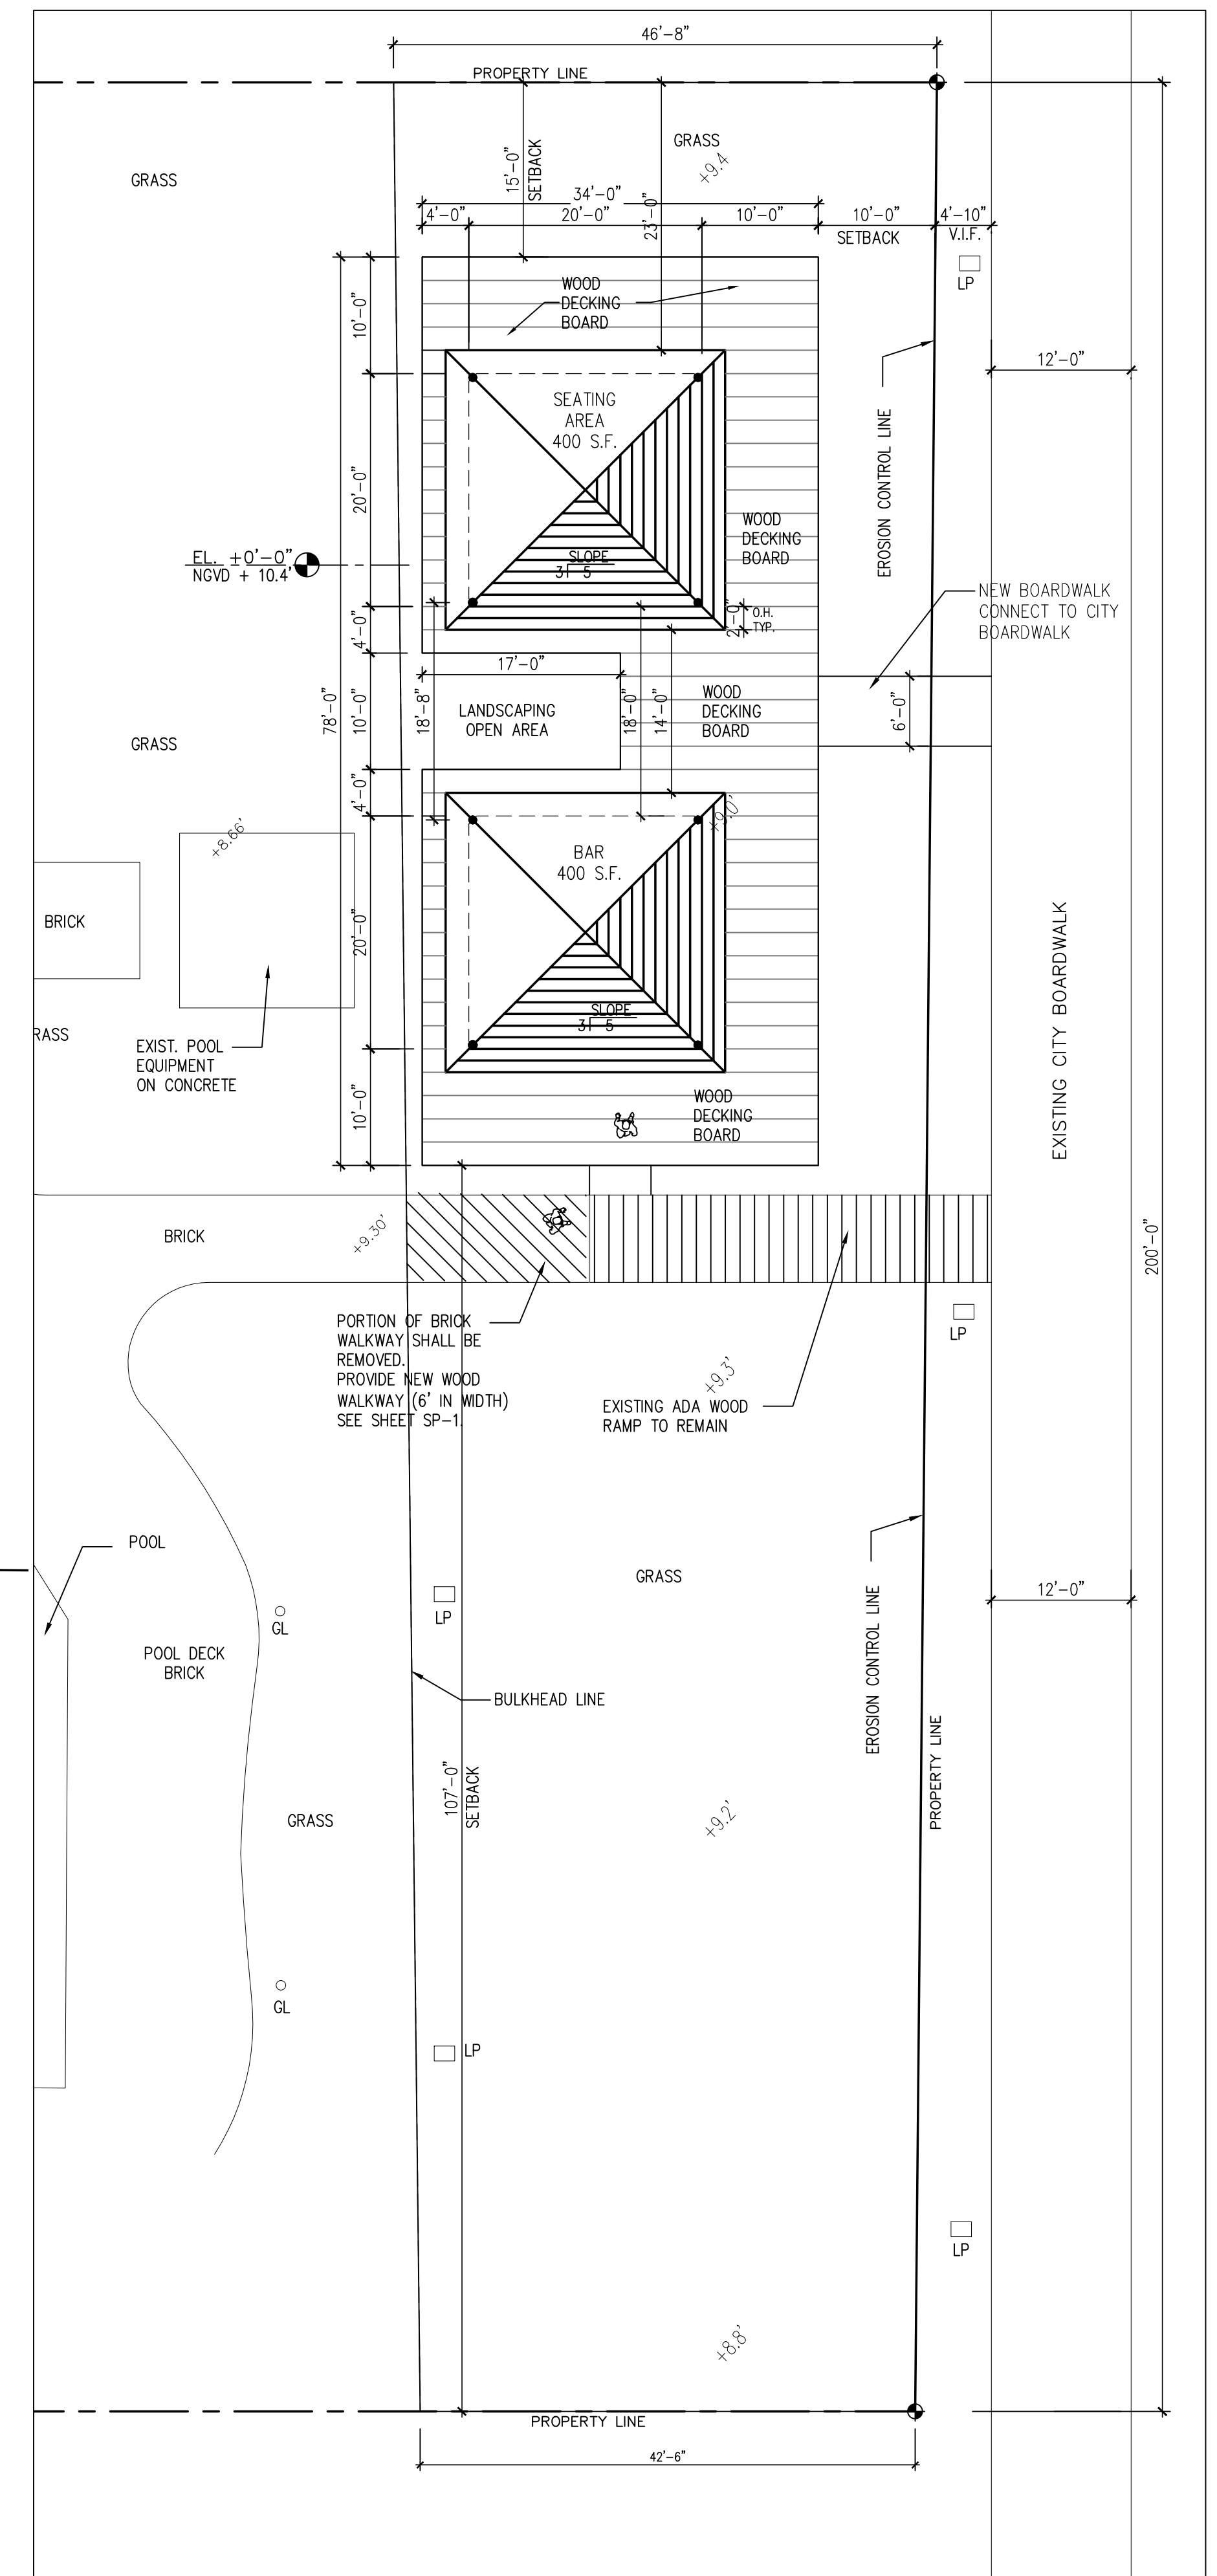 46'-8"
PROPERTY LINE
GRASS
+9.4
GRASS
15'-0"
SETBACK
34'-0"
23'-0"
4'-0"
20'-0"
10'-0"
10'-0"
SETBACK
4'-10"
V.I.F.
LP
WOOD
DECKING
BOARD
10'-0"
12'-0"
SEATING
AREA
400 S.F.
EROSION CONTROL LINE
20'-0"
WOOD
DECKING
BOARD
EL. +0'-0"
NGVD + 10.4'
SLOPE
3 5
NEW BOARDWALK
CONNECT TO CITY
BOARDWALK
2'-0"
O.H.
TYP.
4'-0"
17'-0"
78'-0"
10'-0"
18'-8"
LANDSCAPING
OPEN AREA
18'-0"
14'-0"
WOOD
DECKING
BOARD
6'-0"
GRASS
4'-0"
+9.0'
+8.66'
BAR
400 S.F.
BRICK
20'-0"
EXISTING CITY BOARDWALK
SLOPE
3 5
RASS
EXIST. POOL
EQUIPMENT
ON CONCRETE
10'-0"
WOOD
DECKING
BOARD
BRICK
+9.30'
200'-0"
PORTION OF BRICK
WALKWAY SHALL BE
REMOVED.
PROVIDE NEW WOOD
WALKWAY (6' IN WIDTH)
SEE SHEET SP-1.
LP
+9.3'
EXISTING ADA WOOD
RAMP TO REMAIN
POOL
GRASS
12'-0"
LP
GL
EROSION CONTROL LINE
POOL DECK
BRICK
BULKHEAD LINE
PROPERTY LINE
107'-0"
SETBACK
GRASS
+9.2'
GL
LP
LP
+8.8'
PROPERTY LINE
42'-6"